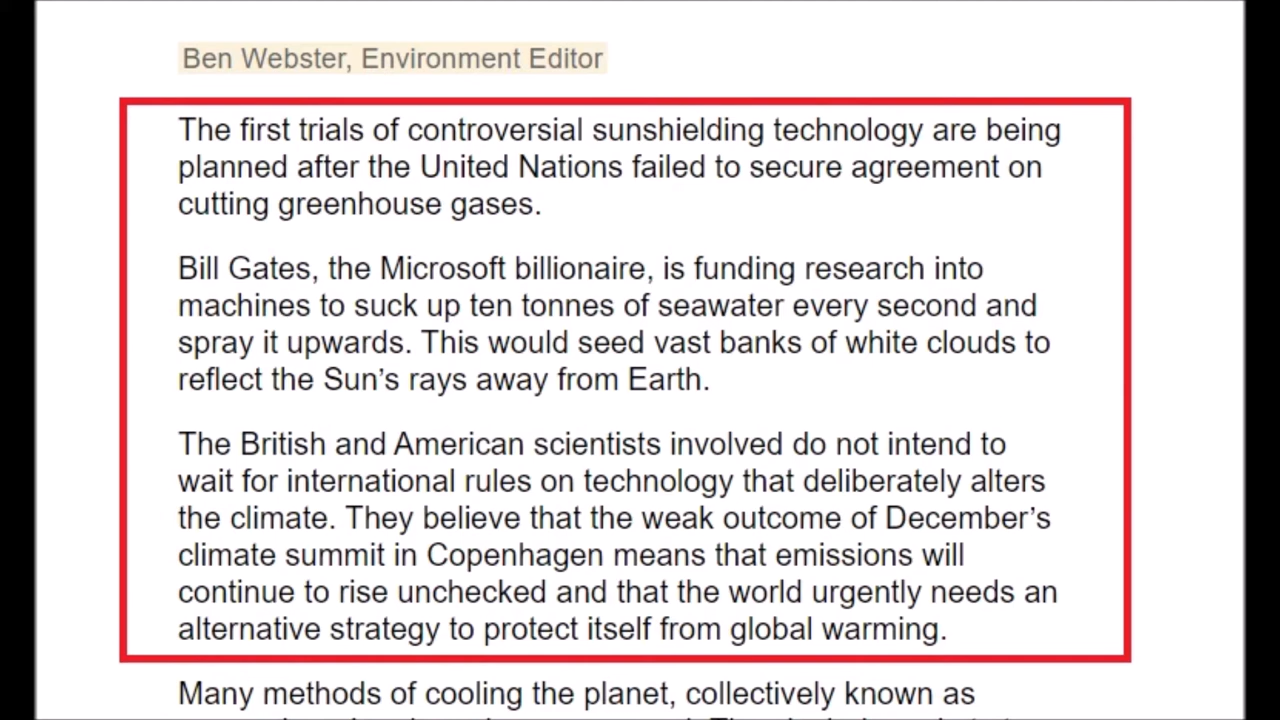 Ben Webster, Environment Editor
The first trials of controversial sunshielding technology are being
planned after the United Nations failed to secure agreement on
cutting greenhouse gases.
Bill Gates, the Microsoft billionaire, is funding research into
machines to suck up ten tonnes of seawater every second and
spray it upwards. This would seed vast banks of white clouds to
reflect the Sun’s rays away from Earth.
The British and American scientists involved do not intend to
wait for international rules on technology that deliberately alters
the climate. They believe that the weak outcome of December’s
climate summit in Copenhagen means that emissions will
continue to rise unchecked and that the world urgently needs an
alternative strategy to protect itself from global warming.
Many methods of cooling the planet, collectively known as